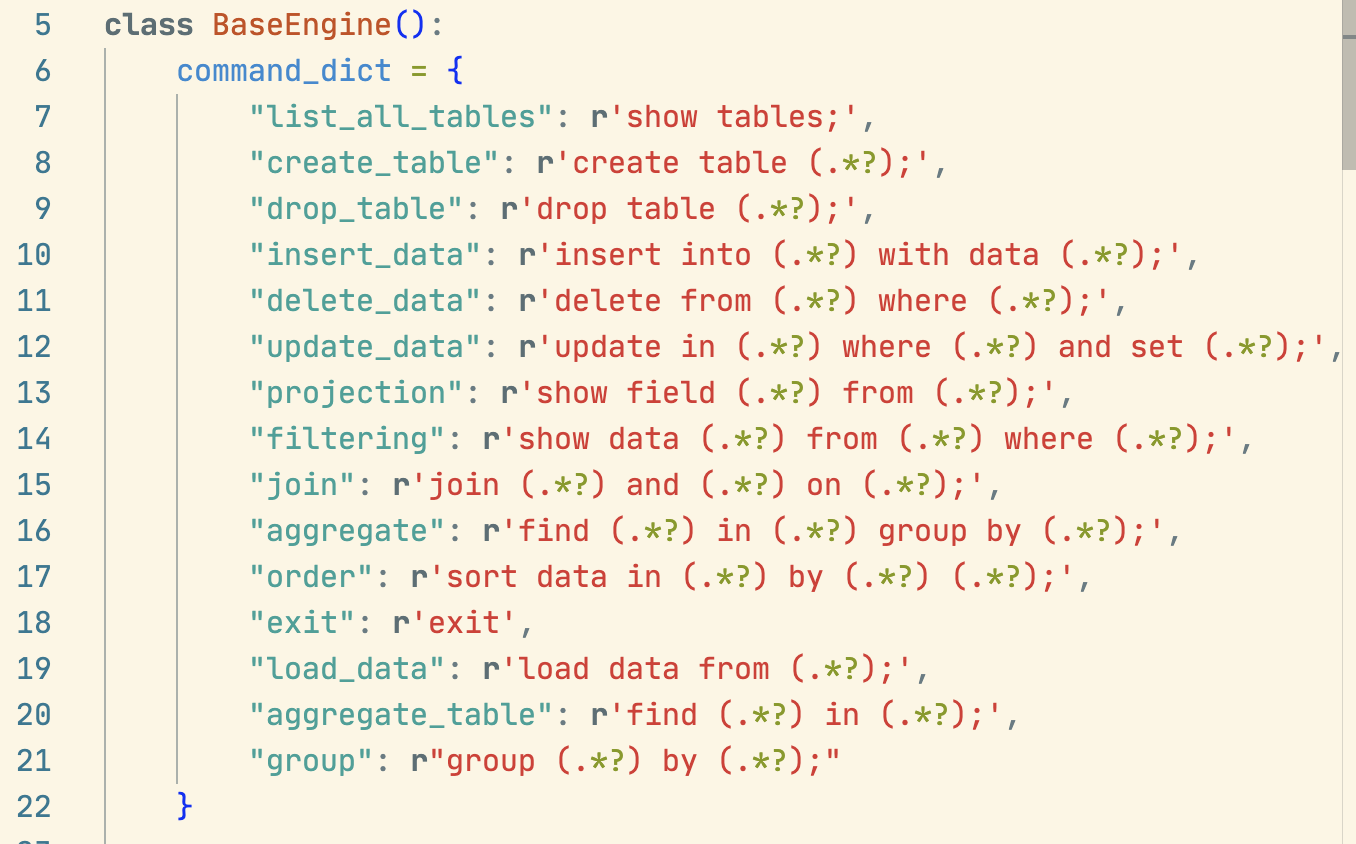 5 class BaseEngine():
6 command_dict = {
7 "list_all_tables": r'show tables;',
8 "create_table": r'create table (.*?);',
9 "drop_table": r'drop table (.*?);',
10 "insert_data": r'insert into (.*?) with data (.*?);',
11 "delete_data": r'delete from (.*?) where (.*?);',
12 "update_data": r'update in (.*?) where (.*?) and set (.*?);',
13 "projection": r'show field (.*?) from (.*?);',
14 "filtering": r'show data (.*?) from (.*?) where (.*?);',
15 "join": r'join (.*?) and (.*?) on (.*?);',
16 "aggregate": r'find (.*?) in (.*?) group by (.*?);',
17 "order": r'sort data in (.*?) by (.*?) (.*?);',
18 "exit": r'exit',
19 "load_data": r'load data from (.*?);',
20 "aggregate_table": r'find (.*?) in (.*?);',
21 "group": r"group (.*?) by (.*?);"
22 }